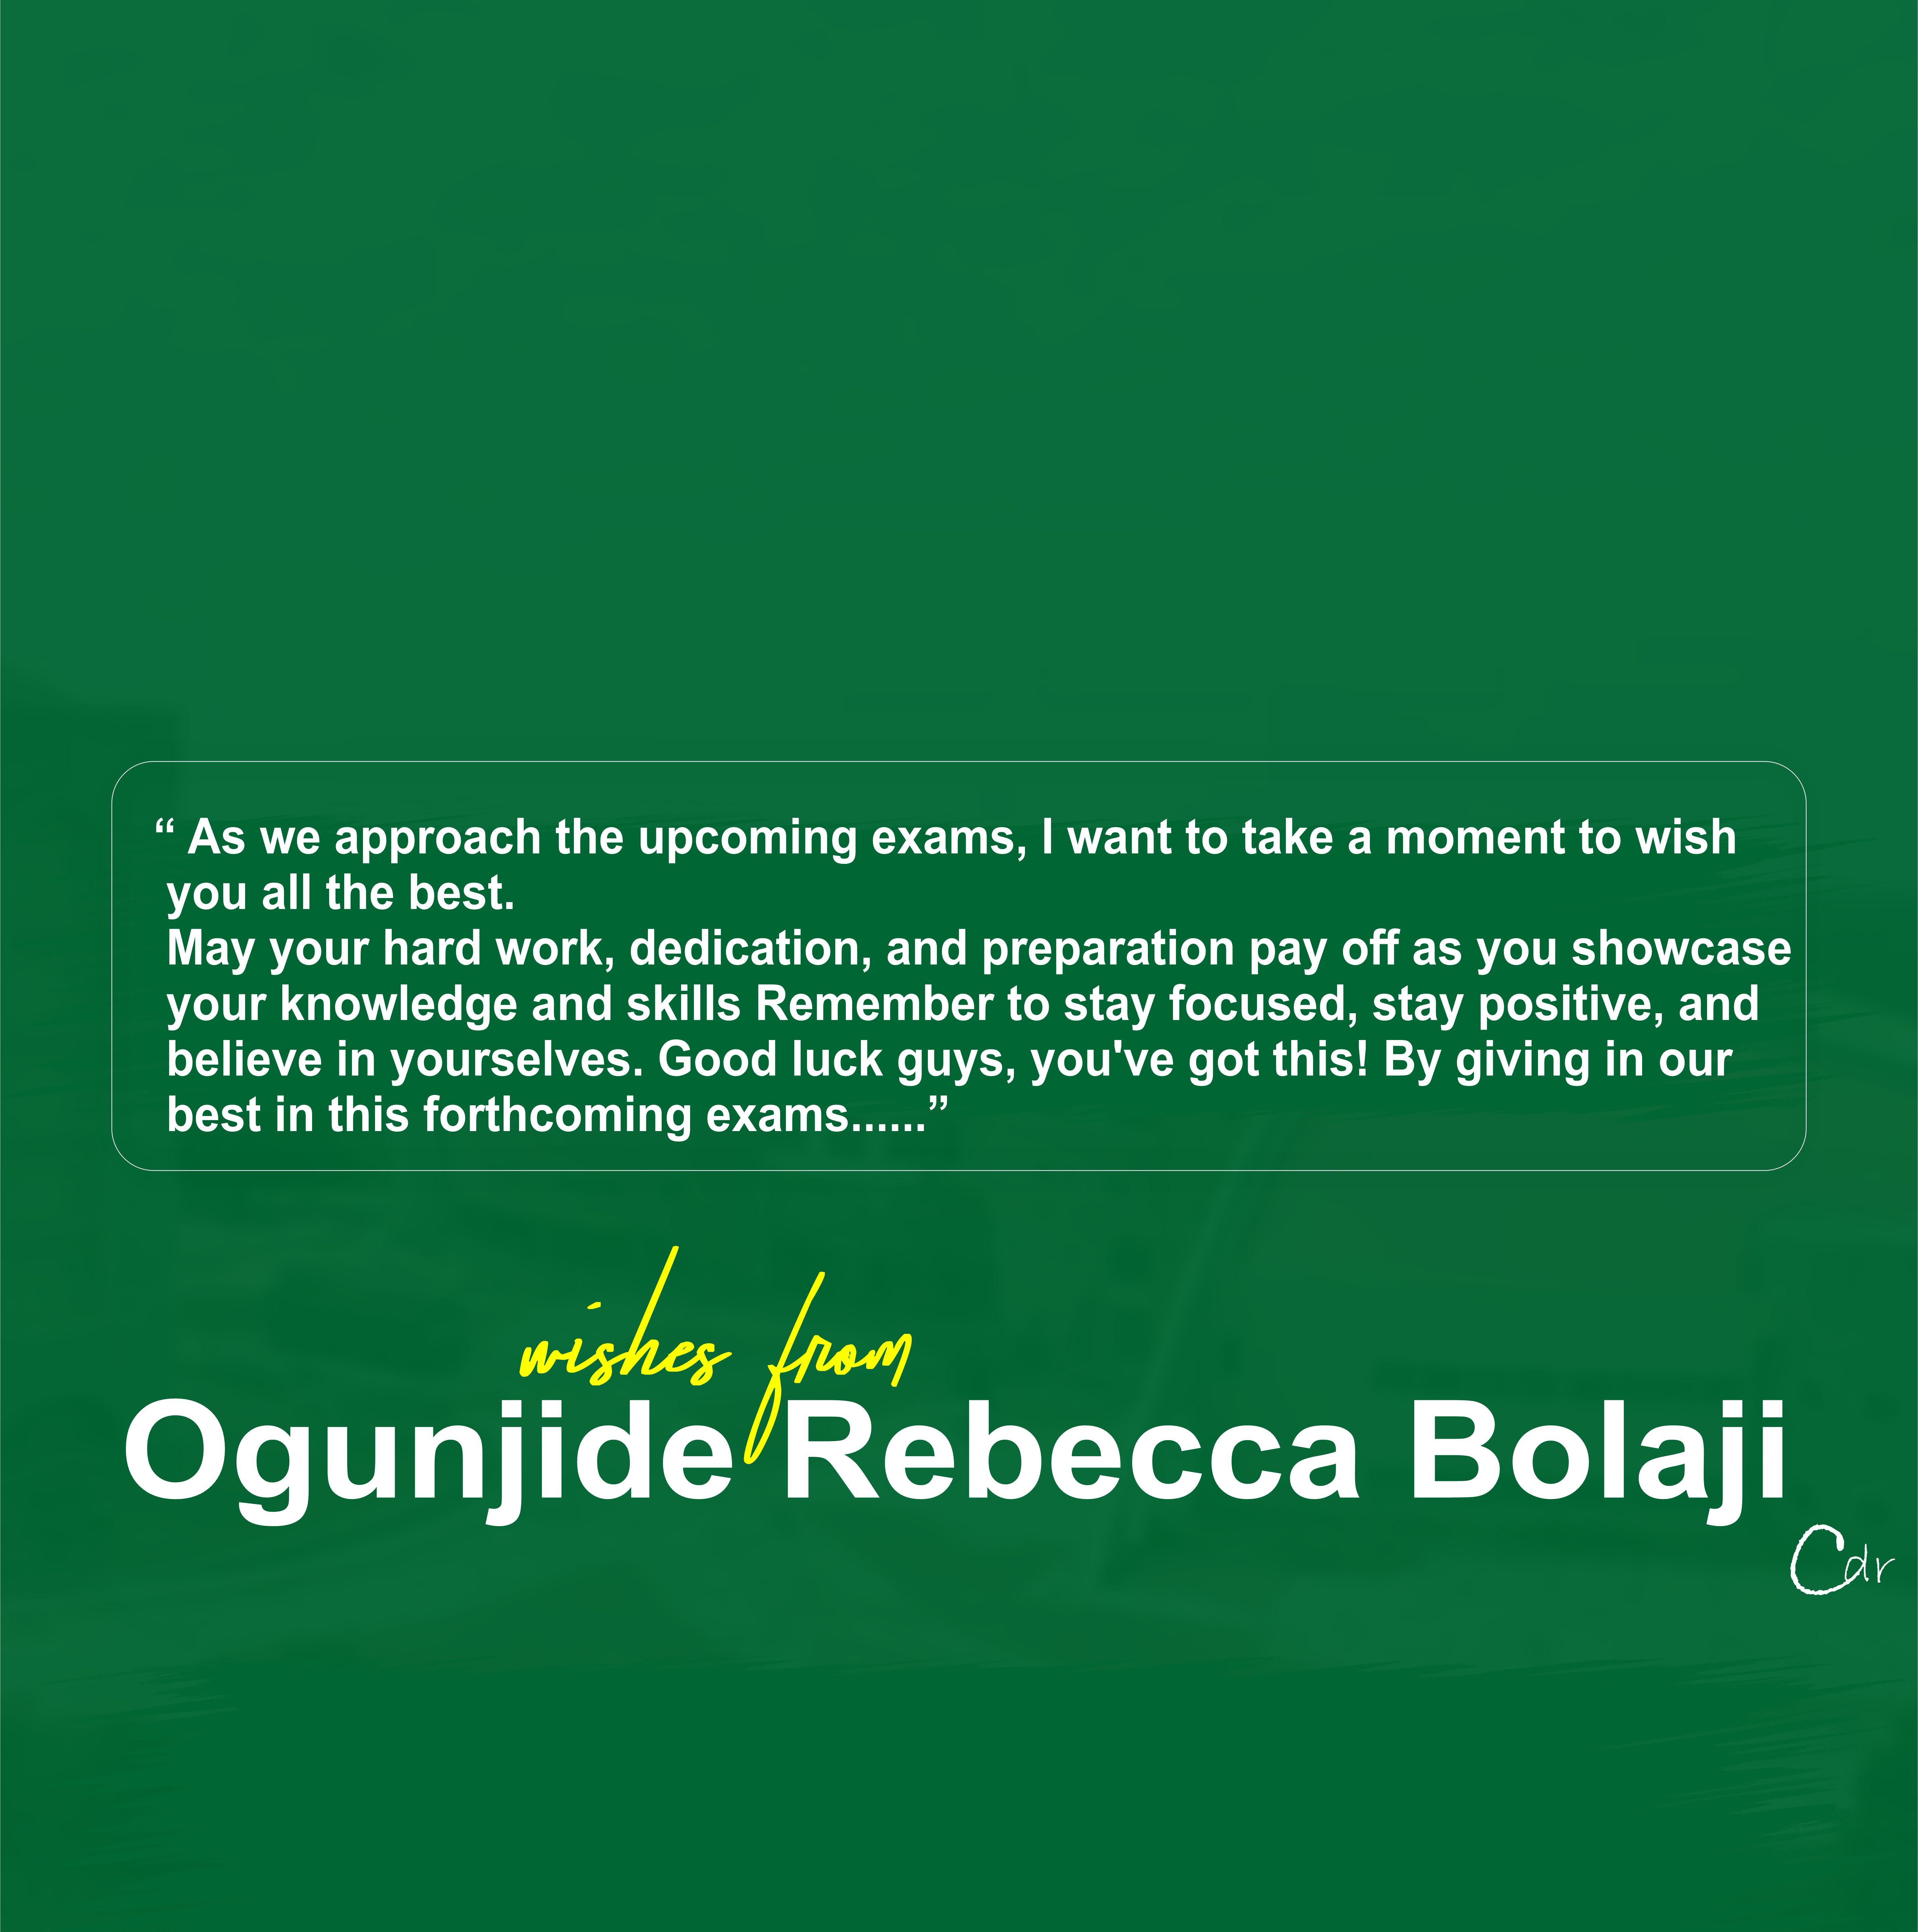 “ As we approach the upcoming exams, I want to take a moment to wish
you all the best.
May your hard work, dedication, and preparation pay off as you showcase
your knowledge and skills Remember to stay focused, stay positive, and
believe in yourselves. Good luck guys, you've got this! By giving in our
best in this forthcoming exams......”
wishes from
Ogunjide Rebecca Bolaji
Cdr